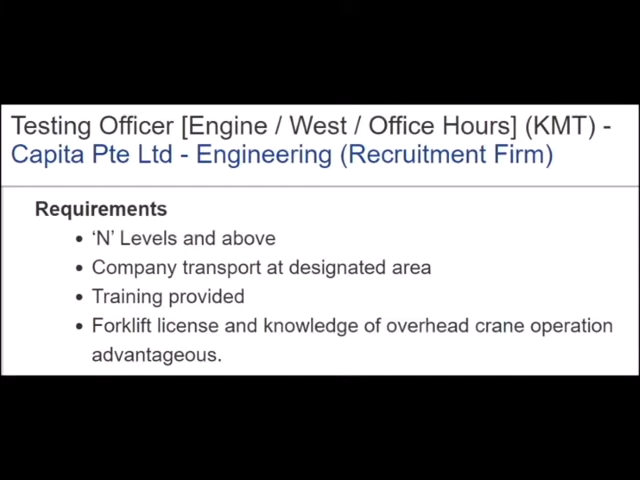 Testing Officer [Engine / West / Office Hours] (KMT) -
Capita Pte Ltd - Engineering (Recruitment Firm)
Requirements
• ‘N’ Levels and above
• Company transport at designated area
• Training provided
• Forklift license and knowledge of overhead crane operation
advantageous.